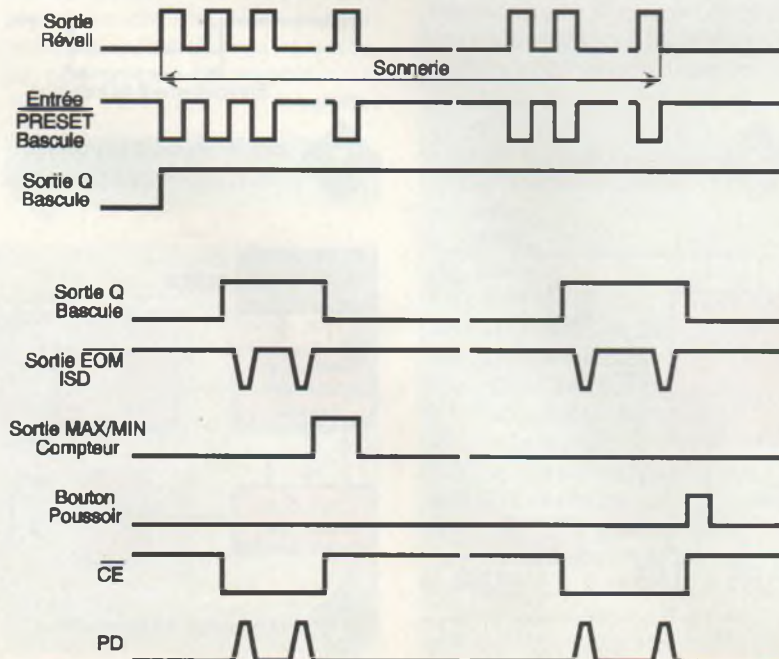 Sortie
Réveil
Sonnerie
Entrée
PRESET
Bascule
Sortie Q
Bascule
Sortie Q
Bascule
Sortie EOM
ISD
Sortie MAX/MIN
Compteur
Bouton
Poussoir
CE
PD